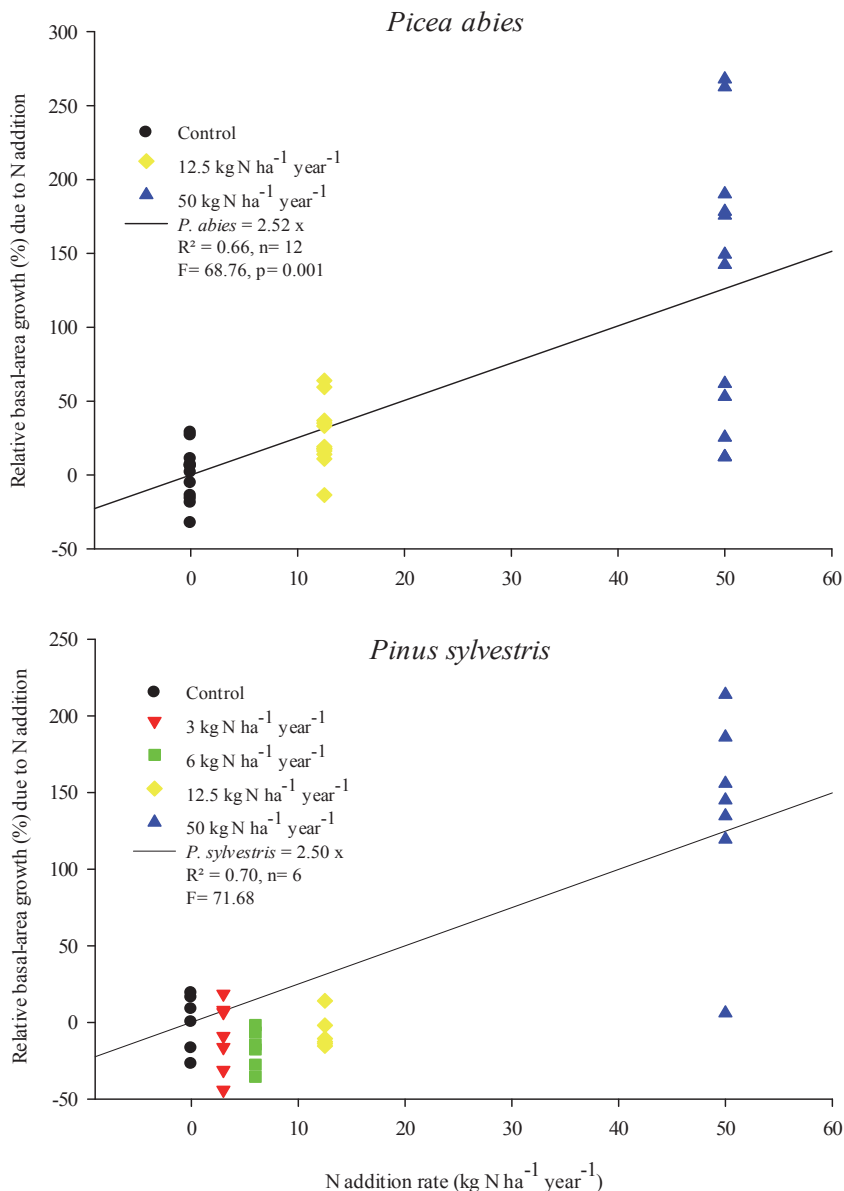 Picea abies
300
250
200
150
100
50
0
-50
Relative basal-area growth (%) due to N addition
Control
12.5 kg N ha⁻¹ year⁻¹
50 kg N ha⁻¹ year⁻¹
P. abies = 2.52 x
R² = 0.66, n= 12
F= 68.76, p= 0.001
0 10 20 30 40 50 60
Pinus sylvestris
250
200
150
100
50
0
-50
Relative basal-area growth (%) due to N addition
Control
3 kg N ha⁻¹ year⁻¹
6 kg N ha⁻¹ year⁻¹
12.5 kg N ha⁻¹ year⁻¹
50 kg N ha⁻¹ year⁻¹
P. sylvestris = 2.50 x
R² = 0.70, n= 6
F= 71.68
0 10 20 30 40 50 60
N addition rate (kg N ha⁻¹ year⁻¹)